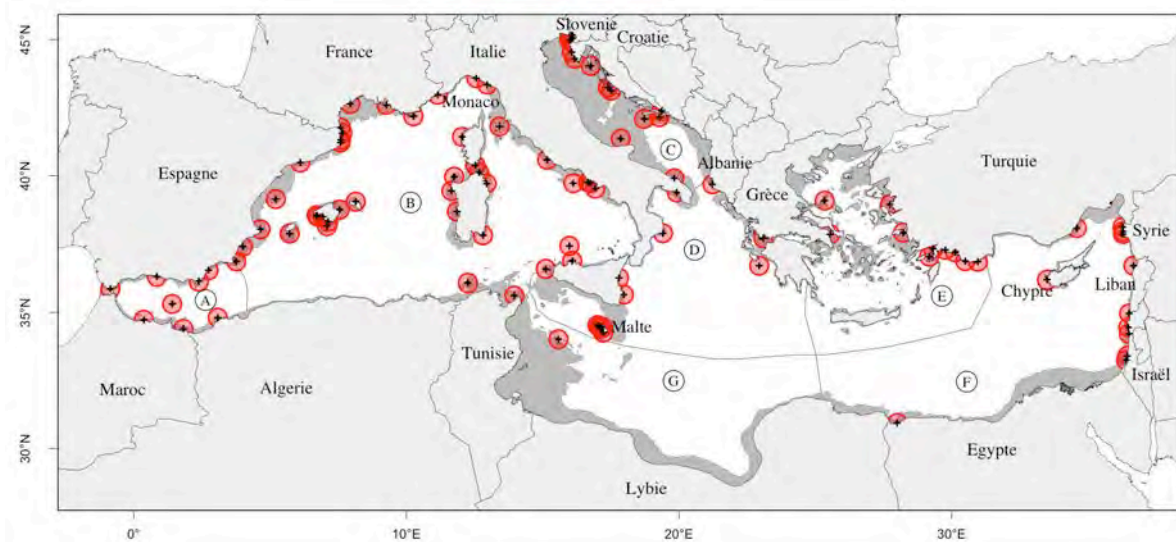 Slovenie
Croatie
France
Italie
Monaco
Espagne
Albanie
Grèce
Turquie
Syrie
Liban
Chypre
Israël
Malte
Tunisie
Algerie
Maroc
Lybie
Egypte
A
B
C
D
E
F
G
45°N
40°N
35°N
30°N
0°
10°E
20°E
30°E